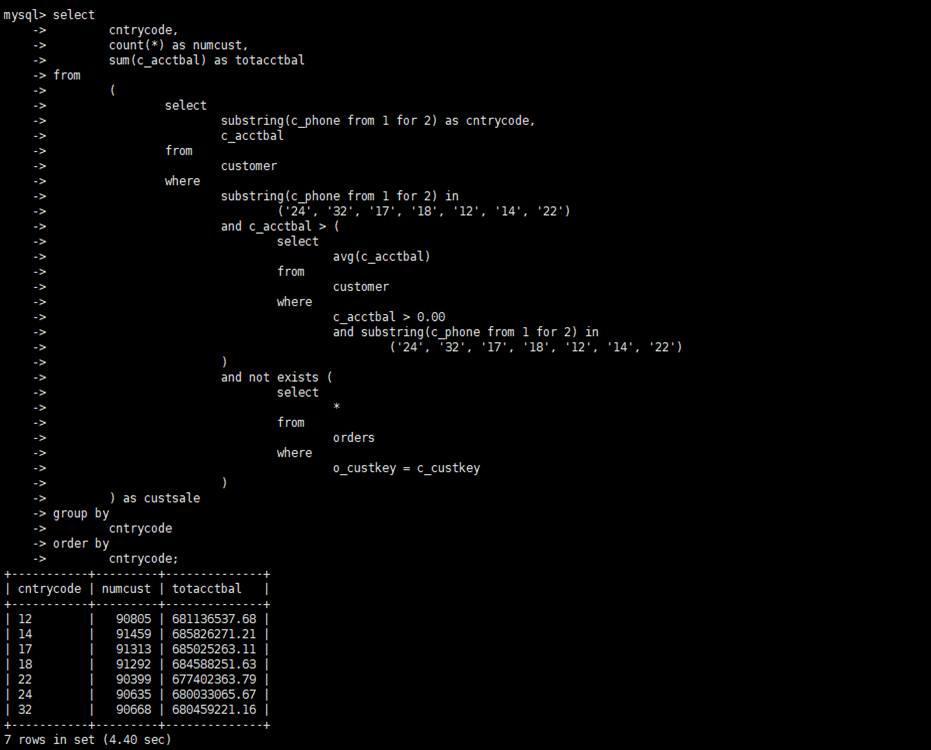 mysql> select
    ->         cntrycode,
    ->         count(*) as numcust,
    ->         sum(c_acctbal) as totacctbal
    -> from
    ->         (
    ->                 select
    ->                         substring(c_phone from 1 for 2) as cntrycode,
    ->                         c_acctbal
    ->                 from
    ->                         customer
    ->                 where
    ->                         substring(c_phone from 1 for 2) in
    ->                                 ('24', '32', '17', '18', '12', '14', '22')
    ->                         and c_acctbal > (
    ->                                 select
    ->                                         avg(c_acctbal)
    ->                                 from
    ->                                         customer
    ->                                 where
    ->                                         c_acctbal > 0.00
    ->                                         and substring(c_phone from 1 for 2) in
    ->                                                 ('24', '32', '17', '18', '12', '14', '22')
    ->                         )
    ->                         and not exists (
    ->                                 select
    ->                                         *
    ->                                 from
    ->                                         orders
    ->                                 where
    ->                                         o_custkey = c_custkey
    ->                         )
    ->         ) as custsale
    -> group by
    ->         cntrycode
    -> order by
    ->         cntrycode;
+-----------+---------+--------------+
| cntrycode | numcust | totacctbal   |
+-----------+---------+--------------+
| 12        |   90805 | 681136537.68 |
| 14        |   91459 | 685826271.21 |
| 17        |   91313 | 685025263.11 |
| 18        |   91292 | 684588251.63 |
| 22        |   90399 | 677402363.79 |
| 24        |   90635 | 680033065.67 |
| 32        |   90668 | 680459221.16 |
+-----------+---------+--------------+
7 rows in set (4.40 sec)